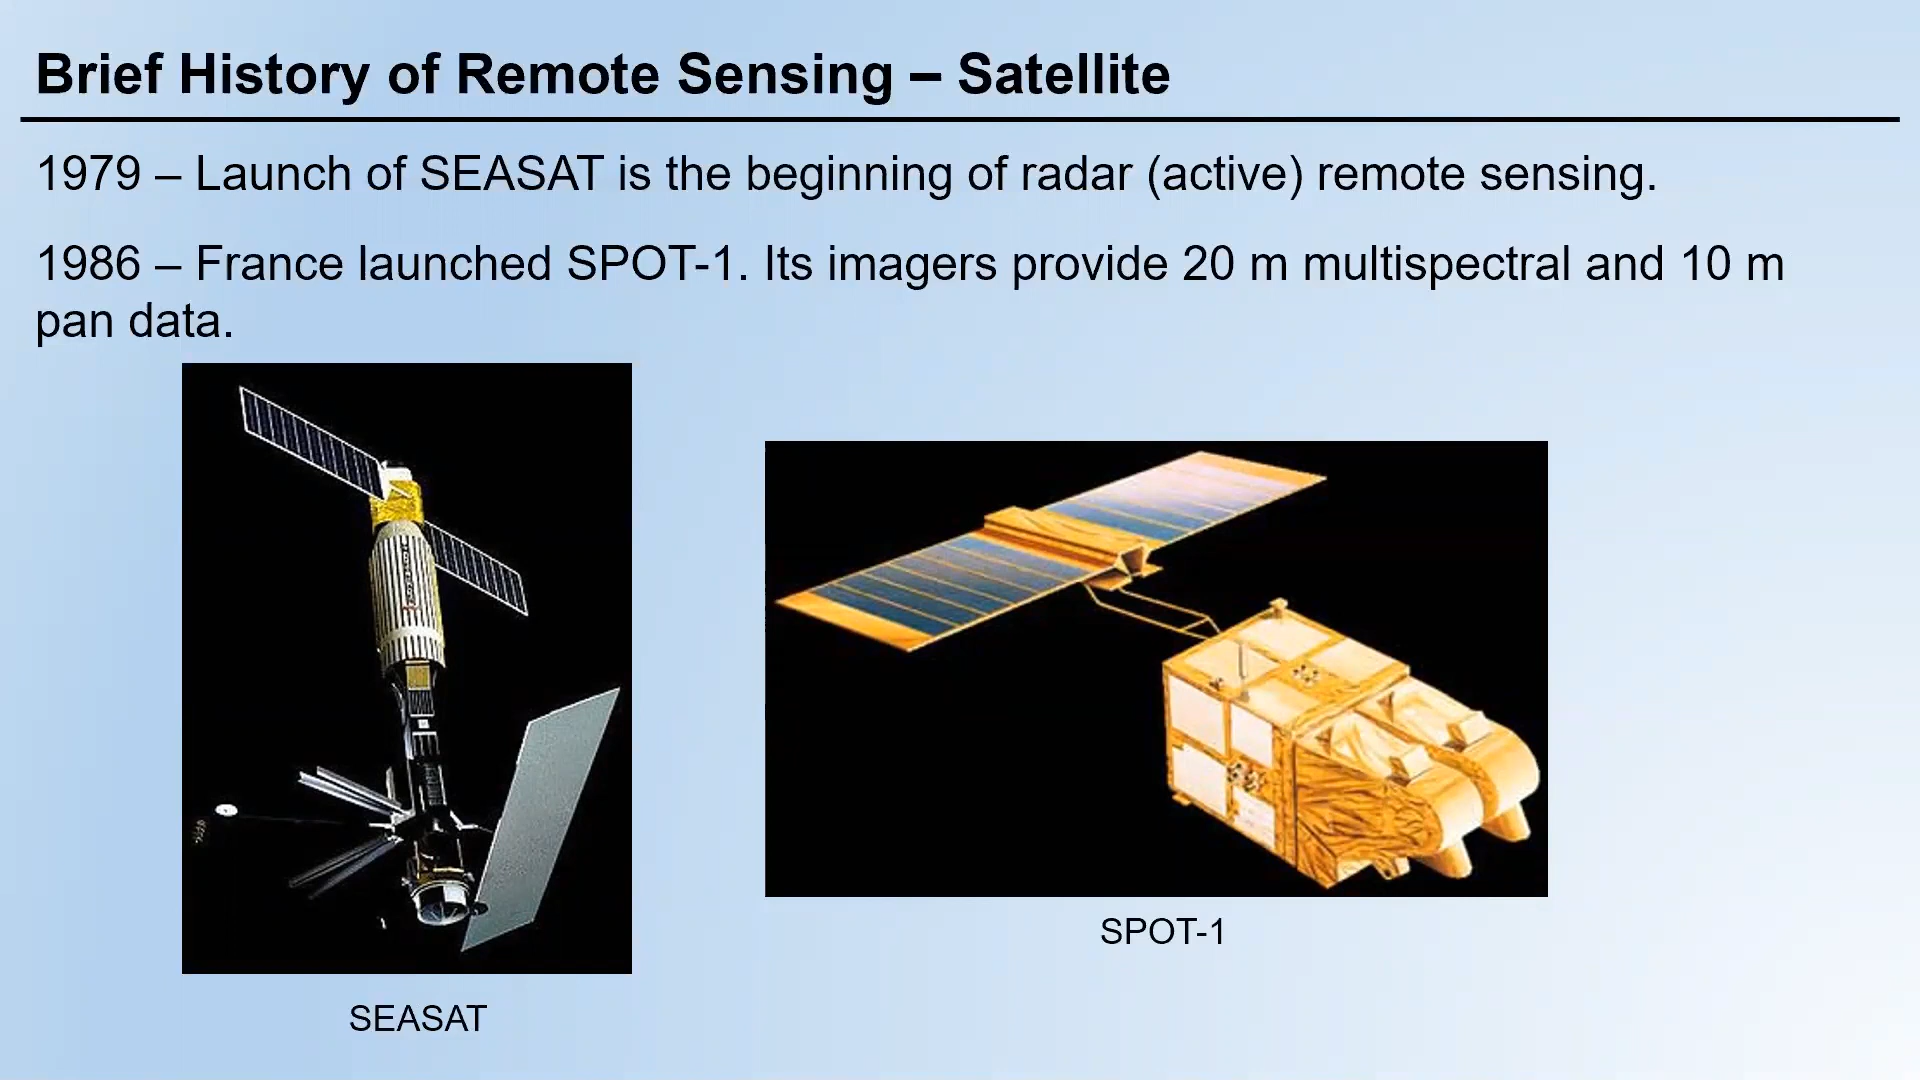 Brief History of Remote Sensing – Satellite
1979 – Launch of SEASAT is the beginning of radar (active) remote sensing.
1986 – France launched SPOT-1. Its imagers provide 20 m multispectral and 10 m
pan data.
SPOT-1
SEASAT